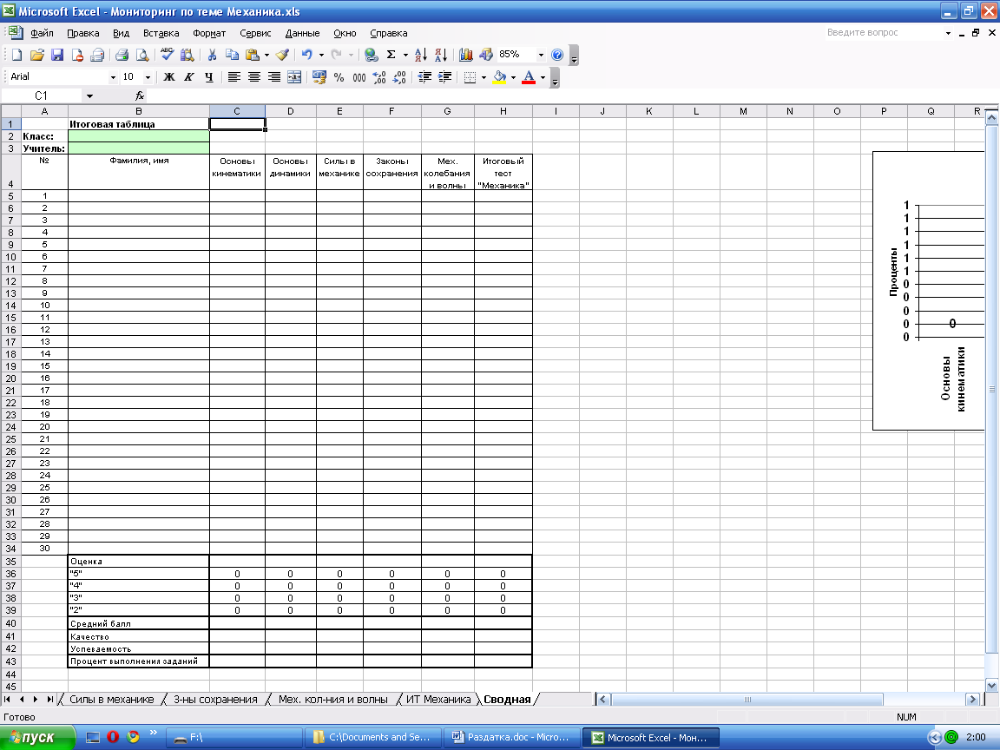 Microsoft Excel - Мониторинг по теме Механика.xls
Файл Правка Вид Вставка Формат Сервис Данные Окно Справка Введите вопрос
85%
Arial 10 Ж К Ч % 000
C1 fx
A B C D E F G H I J K L M N O P Q R
1 Итоговая таблица
2 Класс:
3 Учитель:
4 № Фамилия, имя Основы кинематики Основы динамики Силы в механике Законы сохранения Мех. колебания и волны Итоговый тест "Механика"
5 1
6 2
7 3
8 4
9 5
10 6
11 7
12 8
13 9
14 10
15 11
16 12
17 13
18 14
19 15
20 16
21 17
22 18
23 19
24 20
25 21
26 22
27 23
28 24
29 25
30 26
31 27
32 28
33 29
34 30
35 Оценка
36 "5" 0 0 0 0 0 0
37 "4" 0 0 0 0 0 0
38 "3" 0 0 0 0 0 0
39 "2" 0 0 0 0 0 0
40 Средний балл
41 Качество
42 Успеваемость
43 Процент выполнения заданий
44
45
Проценты
1
1
1
1
1
1
0
0
0
0
0
0
Основы
кинематики
Силы в механике З-ны сохранения Мех. кол-ния и волны ИТ Механика Сводная
Готово NUM
пуск F:\ C:\Documents and Se... Раздатка.doc - Micro... Microsoft Excel - Мон... 2:00